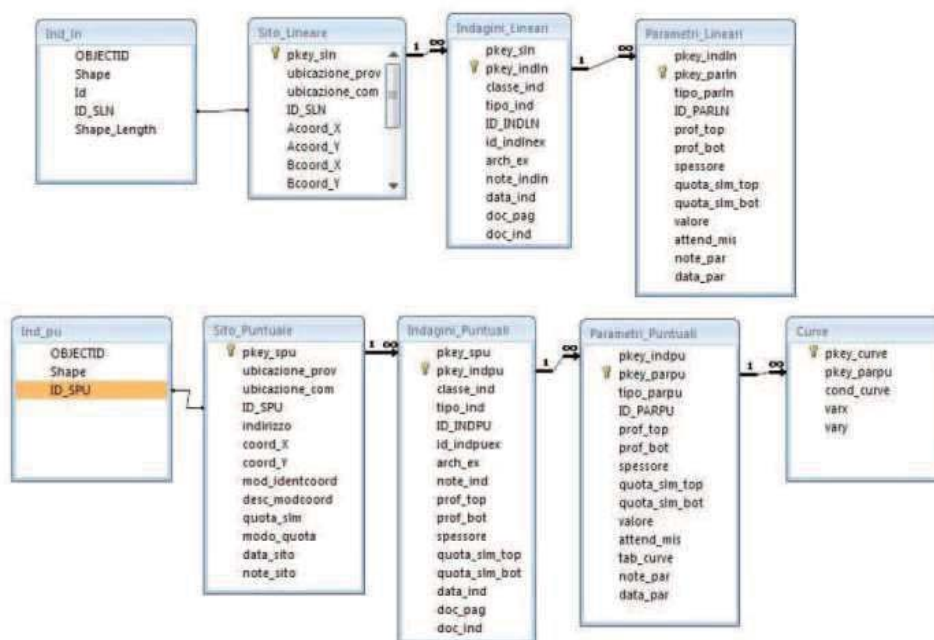 Ind_ln
OBJECTID
Shape
Id
ID_SLN
Shape_Length
Sito_Lineare
pkey_sln
ubicazione_prov
ubicazione_com
ID_SLN
Acoord_X
Acoord_Y
Bcoord_X
Bcoord_Y
1 ∞
Indagini_Lineari
pkey_sln
pkey_indln
classe_ind
tipo_ind
ID_INDLN
id_indlnex
arch_ex
note_indln
data_ind
doc_pag
doc_ind
1 ∞
Parametri_Lineari
pkey_indln
pkey_parln
tipo_parln
ID_PARLN
prof_top
prof_bot
spessore
quota_slm_top
quota_slm_bot
valore
attend_mis
note_par
data_par
Ind_pu
OBJECTID
Shape
ID_SPU
Sito_Puntuale
pkey_spu
ubicazione_prov
ubicazione_com
ID_SPU
indirizzo
coord_X
coord_Y
mod_identcoord
desc_modcoord
quota_slm
modo_quota
data_sito
note_sito
1 ∞
Indagini_Puntuali
pkey_spu
pkey_indpu
classe_ind
tipo_ind
ID_INDPU
id_indpuex
arch_ex
note_ind
prof_top
prof_bot
spessore
quota_slm_top
quota_slm_bot
data_ind
doc_pag
doc_ind
1 ∞
Parametri_Puntuali
pkey_indpu
pkey_parpu
tipo_parpu
ID_PARPU
prof_top
prof_bot
spessore
quota_slm_top
quota_slm_bot
valore
attend_mis
tab_curve
note_par
data_par
1 ∞
Curve
pkey_curve
pkey_parpu
cond_curve
varx
vary